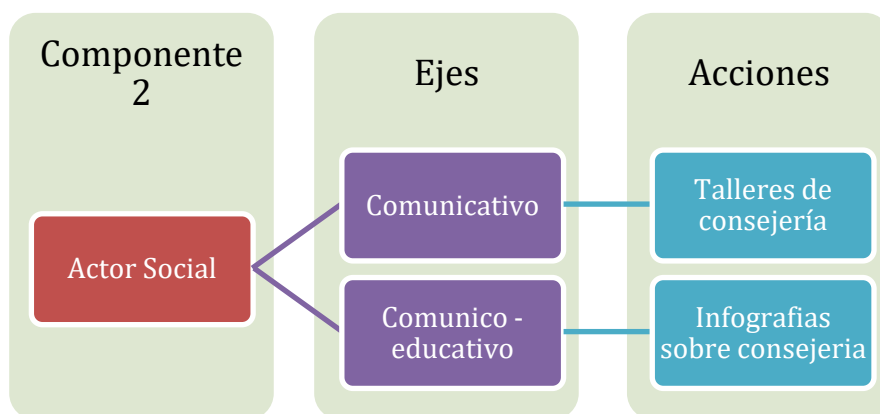 Componente
2
Ejes
Acciones
Actor Social
Comunicativo
Talleres de
consejería
Comunico -
educativo
Infografias
sobre consejeria